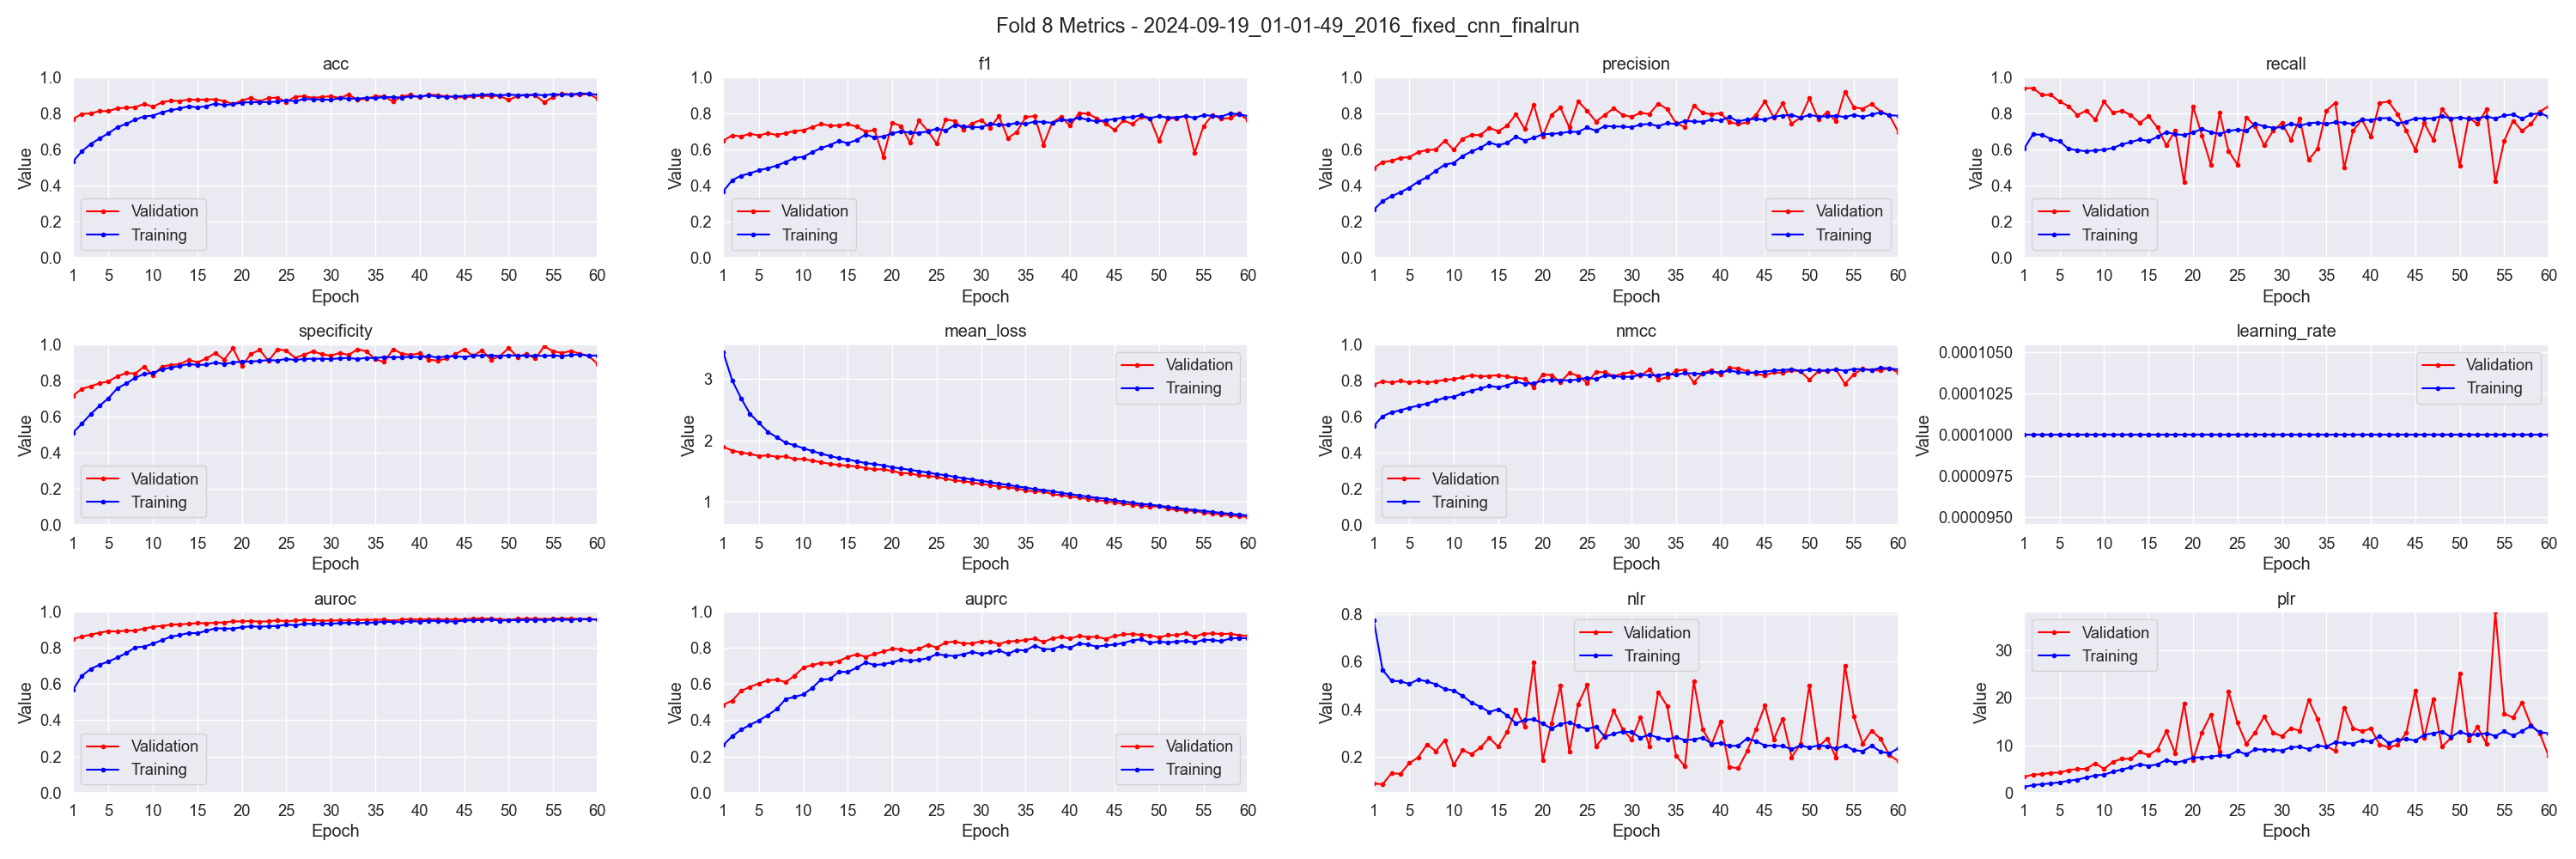 Fold 8 Metrics - 2024-09-19_01-01-49_2016_fixed_cnn_finalrun
acc
1.0
0.8
0.6
0.4
0.2
0.0
Value
Validation
Training
1 5 10 15 20 25 30 35 40 45 50 55 60
Epoch
f1
1.0
0.8
0.6
0.4
0.2
0.0
Value
Validation
Training
1 5 10 15 20 25 30 35 40 45 50 55 60
Epoch
precision
1.0
0.8
0.6
0.4
0.2
0.0
Value
Validation
Training
1 5 10 15 20 25 30 35 40 45 50 55 60
Epoch
recall
1.0
0.8
0.6
0.4
0.2
0.0
Value
Validation
Training
1 5 10 15 20 25 30 35 40 45 50 55 60
Epoch
specificity
1.0
0.8
0.6
0.4
0.2
0.0
Value
Validation
Training
1 5 10 15 20 25 30 35 40 45 50 55 60
Epoch
mean_loss
3
2
1
Value
Validation
Training
1 5 10 15 20 25 30 35 40 45 50 55 60
Epoch
nmcc
1.0
0.8
0.6
0.4
0.2
0.0
Value
Validation
Training
1 5 10 15 20 25 30 35 40 45 50 55 60
Epoch
learning_rate
0.0001050
0.0001025
0.0001000
0.0000975
0.0000950
Value
Validation
Training
1 5 10 15 20 25 30 35 40 45 50 55 60
Epoch
auroc
1.0
0.8
0.6
0.4
0.2
0.0
Value
Validation
Training
1 5 10 15 20 25 30 35 40 45 50 55 60
Epoch
auprc
1.0
0.8
0.6
0.4
0.2
0.0
Value
Validation
Training
1 5 10 15 20 25 30 35 40 45 50 55 60
Epoch
nlr
0.8
0.6
0.4
0.2
Value
Validation
Training
1 5 10 15 20 25 30 35 40 45 50 55 60
Epoch
plr
30
20
10
0
Value
Validation
Training
1 5 10 15 20 25 30 35 40 45 50 55 60
Epoch